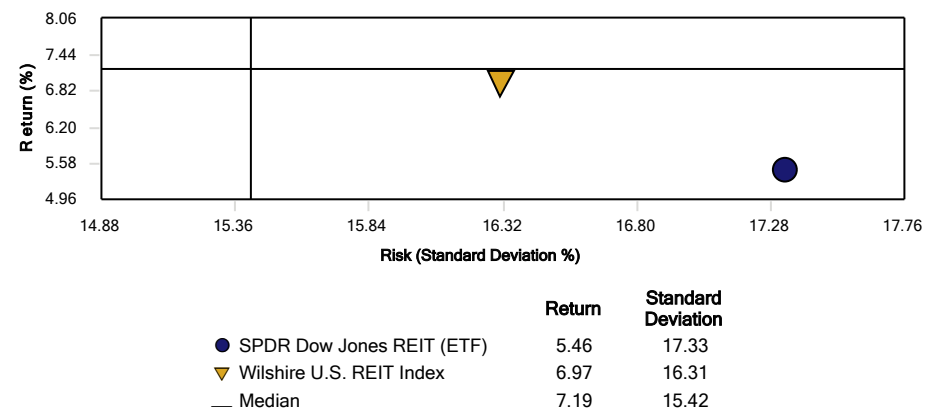 8.06
7.44
6.82
6.20
5.58
4.96
Return (%)
14.88 15.36 15.84 16.32 16.80 17.28 17.76
Risk (Standard Deviation %)
Return Standard Deviation
SPDR Dow Jones REIT (ETF) 5.46 17.33
Wilshire U.S. REIT Index 6.97 16.31
Median 7.19 15.42